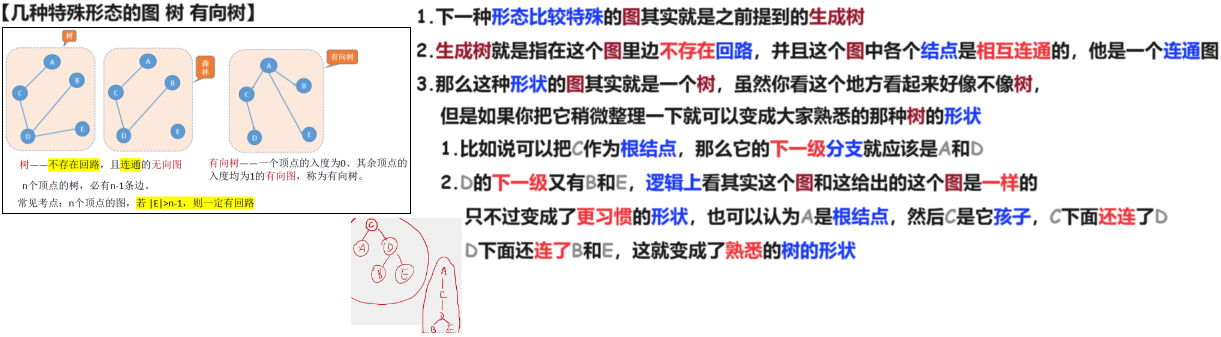 【几种特殊形态的图 树 有向树】
树
森林
有向树
A
B
C
D
E
A
B
C
D
E
A
B
C
D
E
树——不存在回路，且连通的无向图
n个顶点的树，必有n-1条边。
常见考点：n个顶点的图，若 |E|>n-1，则一定有回路
有向树——一个顶点的入度为0、其余顶点的
入度均为1的有向图，称为有向树。
1.下一种形态比较特殊的图其实就是之前提到的生成树
2.生成树就是指在这个图里边不存在回路，并且这个图中各个结点是相互连通的，他是一个连通图
3.那么这种形状的图其实就是一个树，虽然你看这个地方看起来好像不像树，
但是如果你把它稍微整理一下就可以变成大家熟悉的那种树的形状
1.比如说可以把C作为根结点，那么它的下一级分支就应该是A和D
2.D的下一级又有B和E，逻辑上看其实这个图和这给出的这个图是一样的
只不过变成了更习惯的形状，也可以认为A是根结点，然后C是它孩子，C下面还连了D
D下面还连了B和E，这就变成了熟悉的树的形状
C
A D
B E
A
C
D
B E